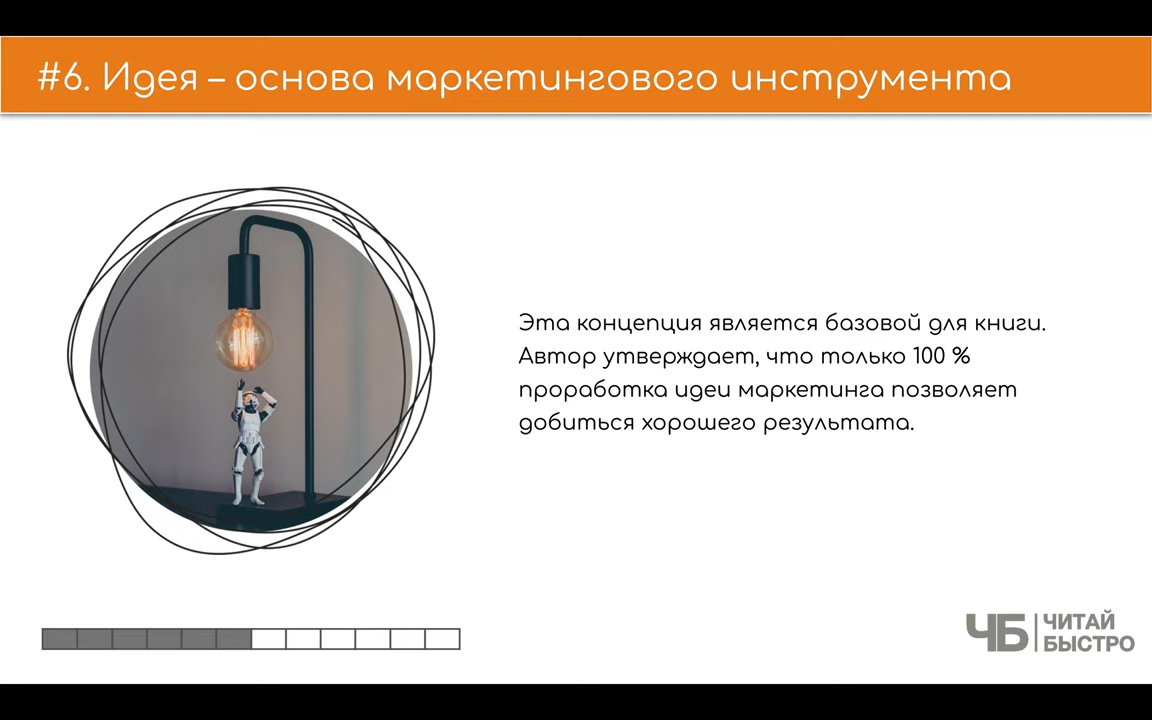 #6. Идея – основа маркетингового инструмента
Эта концепция является базовой для книги.
Автор утверждает, что только 100 %
проработка идеи маркетинга позволяет
добиться хорошего результата.
ЧБ
ЧИТАЙ
БЫСТРО